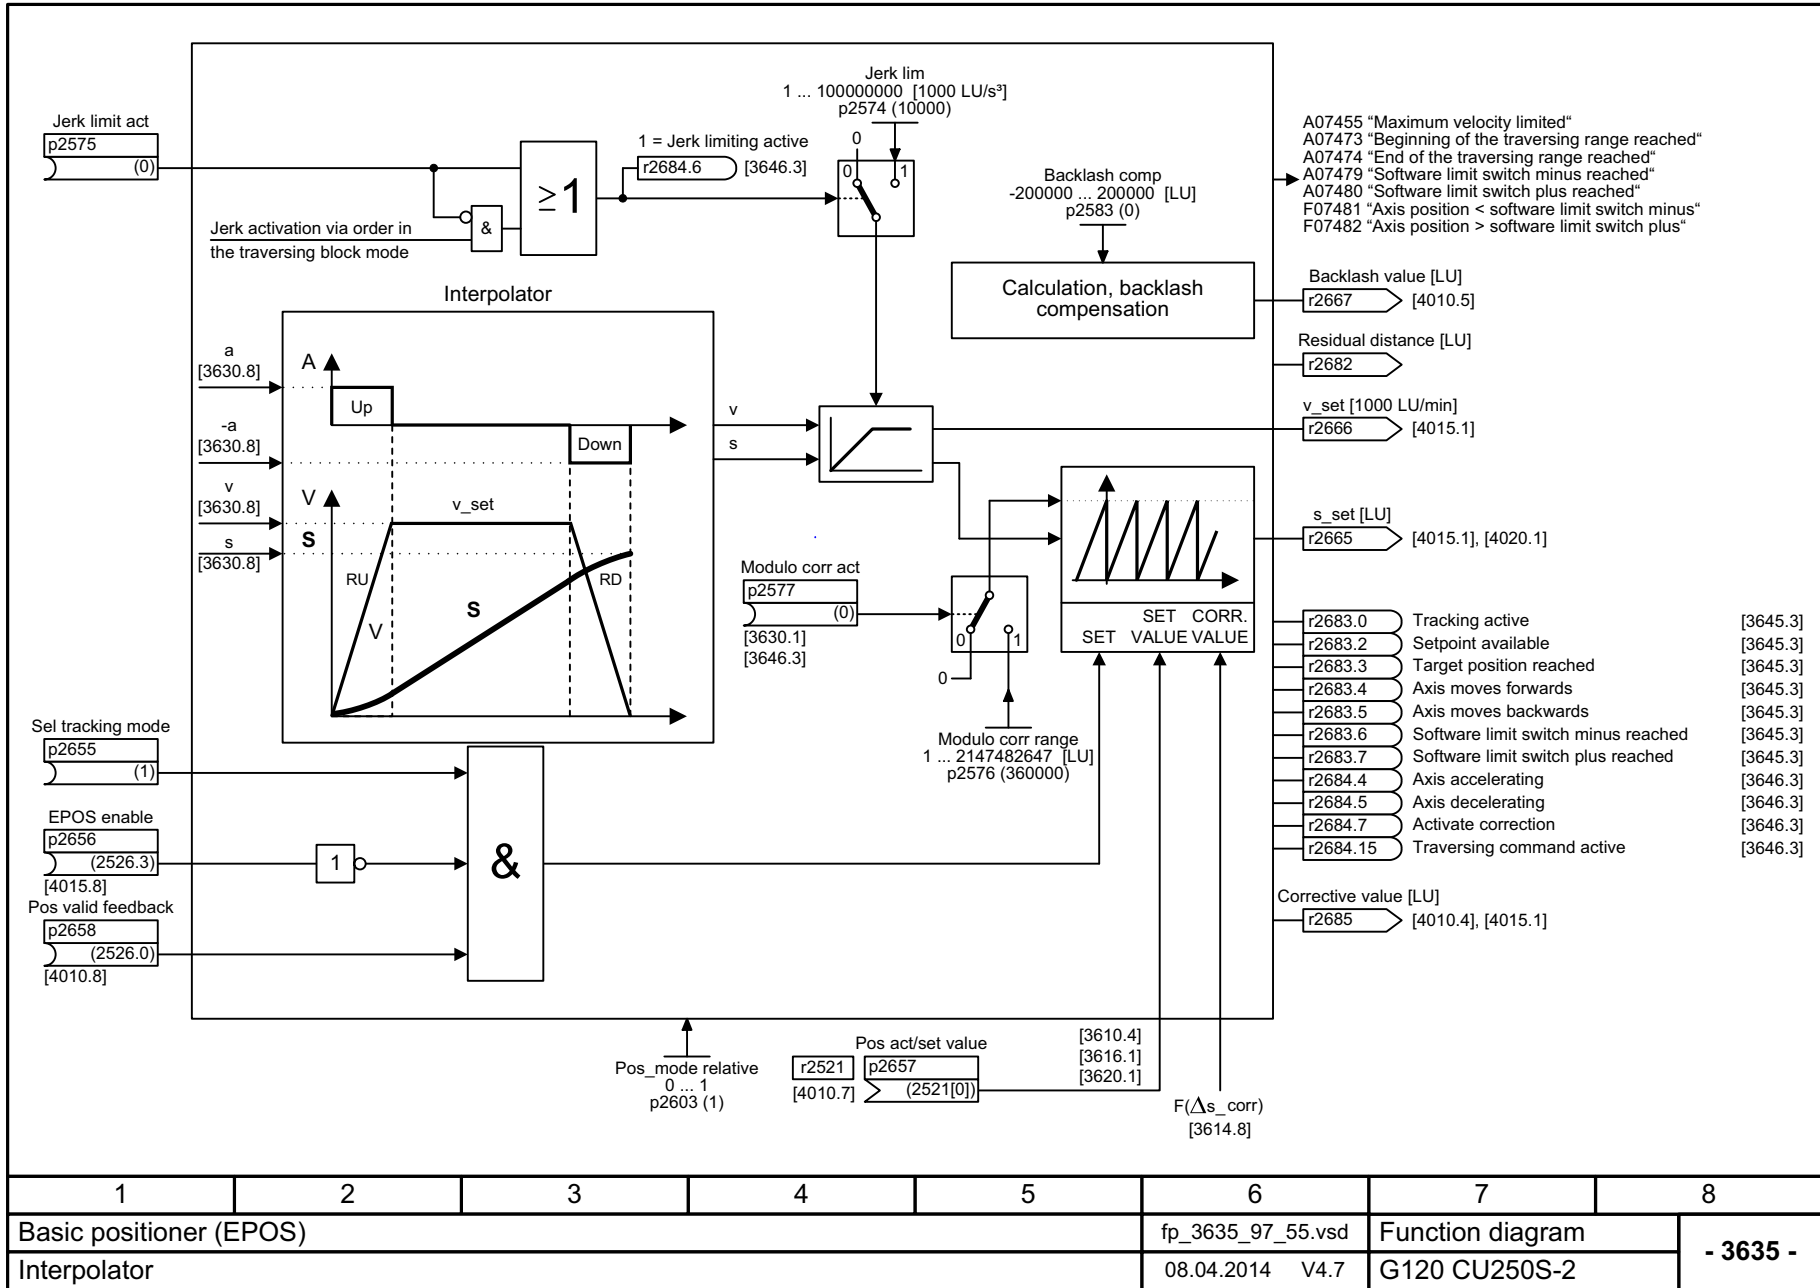 Jerk limit act
p2575
(0)
Jerk activation via order in
the traversing block mode
&
≥1
1 = Jerk limiting active
r2684.6
[3646.3]
Jerk lim
1 ... 100000000 [1000 LU/s³]
p2574 (10000)
0
0
1
Backlash comp
-200000 ... 200000 [LU]
p2583 (0)
Calculation, backlash
compensation
A07455 “Maximum velocity limited“
A07473 “Beginning of the traversing range reached“
A07474 “End of the traversing range reached“
A07479 “Software limit switch minus reached“
A07480 “Software limit switch plus reached“
F07481 “Axis position < software limit switch minus“
F07482 “Axis position > software limit switch plus“
Backlash value [LU]
r2667
[4010.5]
Residual distance [LU]
r2682
v_set [1000 LU/min]
r2666
[4015.1]
Interpolator
a
[3630.8]
-a
[3630.8]
v
[3630.8]
s
[3630.8]
A
Up
Down
V
S
v_set
RU
V
S
RD
v
s
Modulo corr act
p2577
(0)
[3630.1]
[3646.3]
0
1
0
Modulo corr range
1 ... 2147482647 [LU]
p2576 (360000)
SET
SET
VALUE
CORR.
VALUE
s_set [LU]
r2665
[4015.1], [4020.1]
r2683.0 Tracking active [3645.3]
r2683.2 Setpoint available [3645.3]
r2683.3 Target position reached [3645.3]
r2683.4 Axis moves forwards [3645.3]
r2683.5 Axis moves backwards [3645.3]
r2683.6 Software limit switch minus reached [3645.3]
r2683.7 Software limit switch plus reached [3645.3]
r2684.4 Axis accelerating [3646.3]
r2684.5 Axis decelerating [3646.3]
r2684.7 Activate correction [3646.3]
r2684.15 Traversing command active [3646.3]
Corrective value [LU]
r2685
[4010.4], [4015.1]
Sel tracking mode
p2655
(1)
EPOS enable
p2656
(2526.3)
[4015.8]
1
&
Pos valid feedback
p2658
(2526.0)
[4010.8]
Pos_mode relative
0 ... 1
p2603 (1)
Pos act/set value
r2521
p2657
[4010.7]
(2521[0])
[3610.4]
[3616.1]
[3620.1]
F(Δs_corr)
[3614.8]
1 2 3 4 5 6 7 8
Basic positioner (EPOS)
fp_3635_97_55.vsd
Function diagram
- 3635 -
Interpolator
08.04.2014 V4.7
G120 CU250S-2